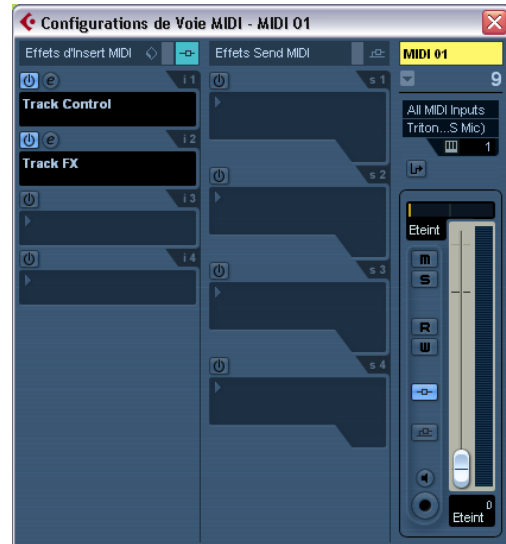 Configurations de Voie MIDI - MIDI 01
Effets d'Insert MIDI
Effets Send MIDI
MIDI 01
e
i 1
s 1
9
Track Control
All MIDI Inputs
Triton...S Mic)
1
e
i 2
Track FX
s 2
i 3
Eteint
i 4
s 3
m
S
R
W
s 4
0
Eteint